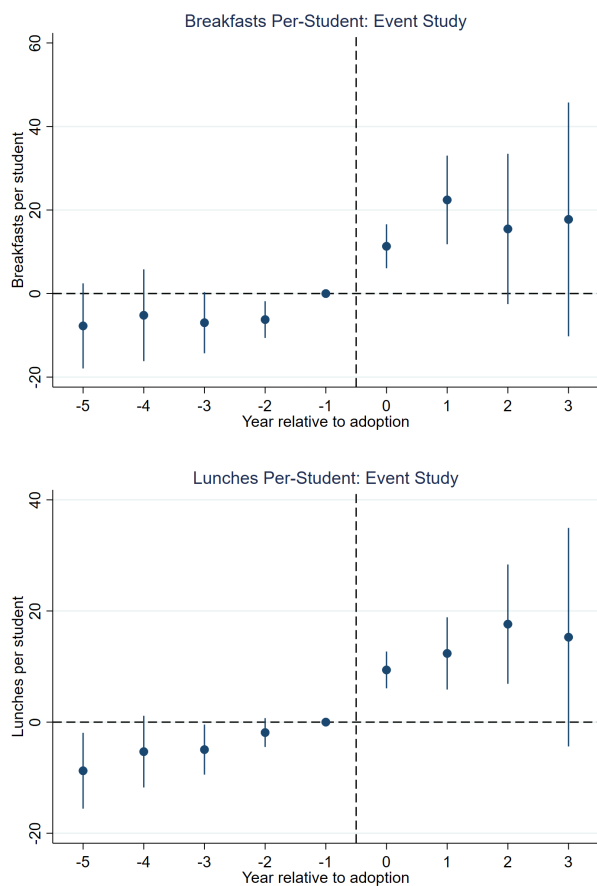 Breakfasts Per-Student: Event Study
Breakfasts per student
60
40
20
0
-20
-5 -4 -3 -2 -1 0 1 2 3
Year relative to adoption
Lunches Per-Student: Event Study
Lunches per student
40
20
0
-20
-5 -4 -3 -2 -1 0 1 2 3
Year relative to adoption